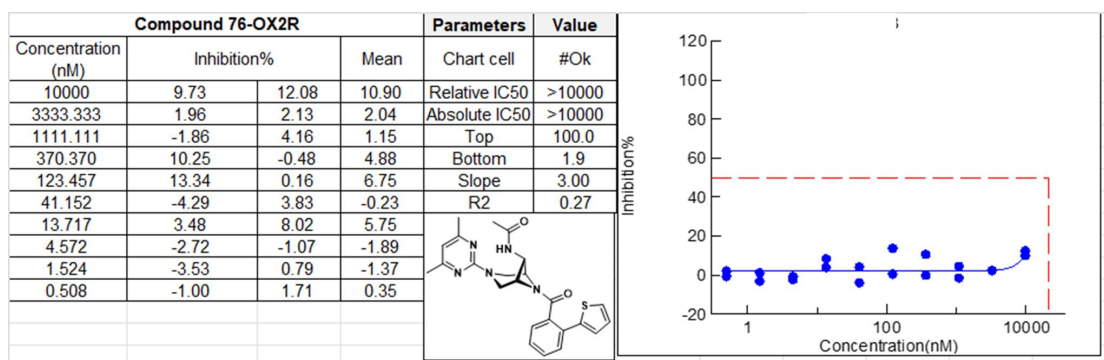 Compound 76-OX2R Parameters Value
Concentration (nM) Inhibition% Mean Chart cell #Ok
10000 9.73 12.08 10.90 Relative IC50 >10000
3333.333 1.96 2.13 2.04 Absolute IC50 >10000
1111.111 -1.86 4.16 1.15 Top 100.0
370.370 10.25 -0.48 4.88 Bottom 1.9
123.457 13.34 0.16 6.75 Slope 3.00
41.152 -4.29 3.83 -0.23 R2 0.27
13.717 3.48 8.02 5.75
4.572 -2.72 -1.07 -1.89
1.524 -3.53 0.79 -1.37
0.508 -1.00 1.71 0.35
O
HN
N
N
N
N
O
S
120
100
80
60
40
20
0
-20
Inhibition%
1 100 10000
Concentration(nM)